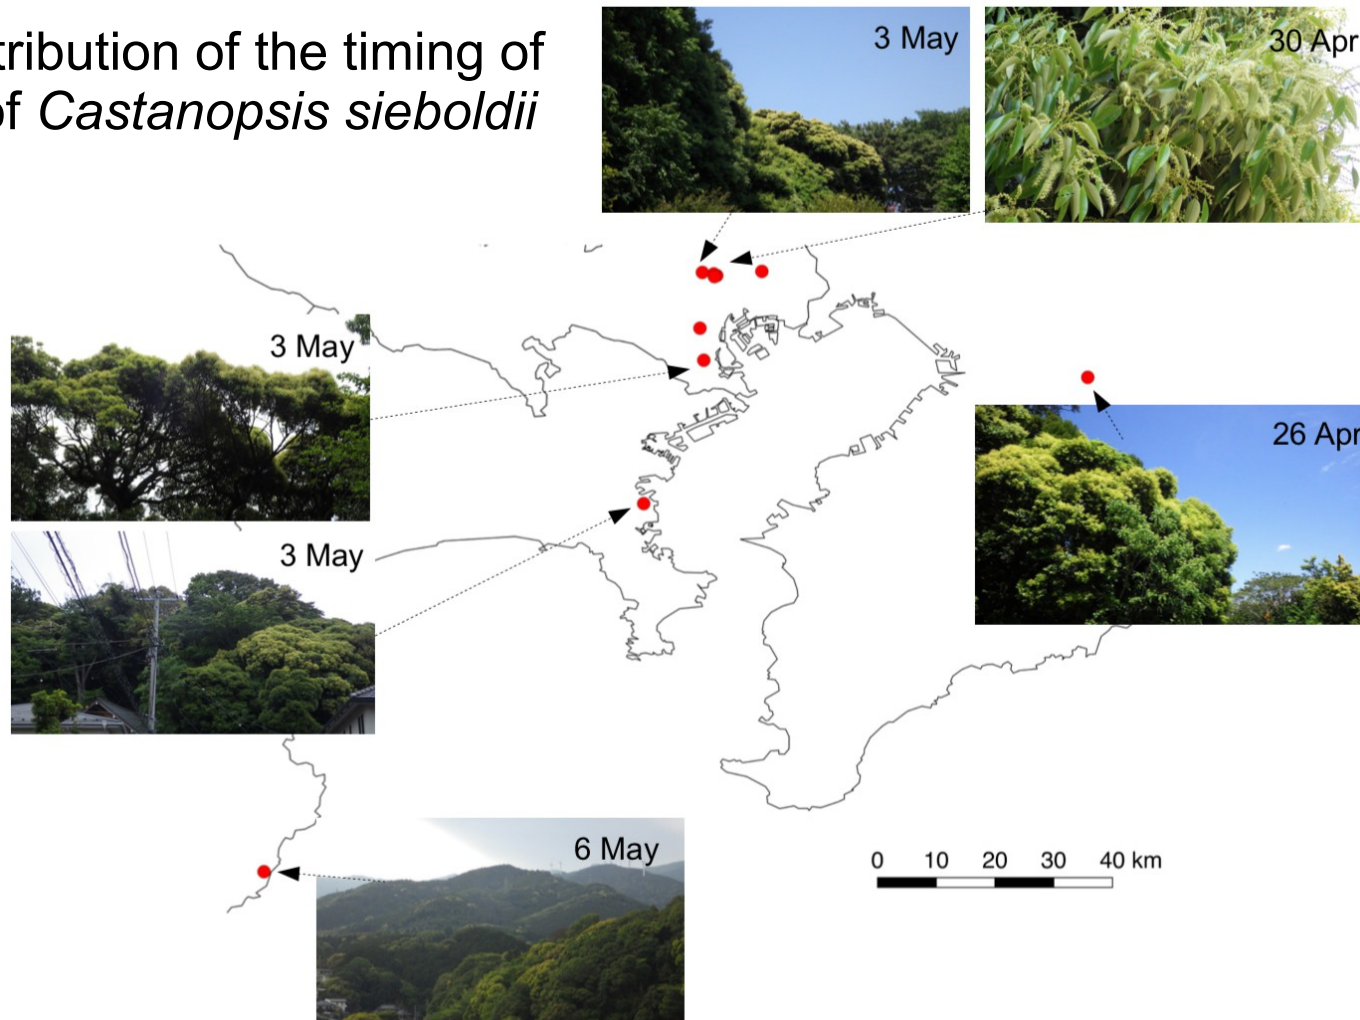 tribution of the timing of
of Castanopsis sieboldii
3 May
30 Apr
3 May
26 Apr
3 May
6 May
0 10 20 30 40 km